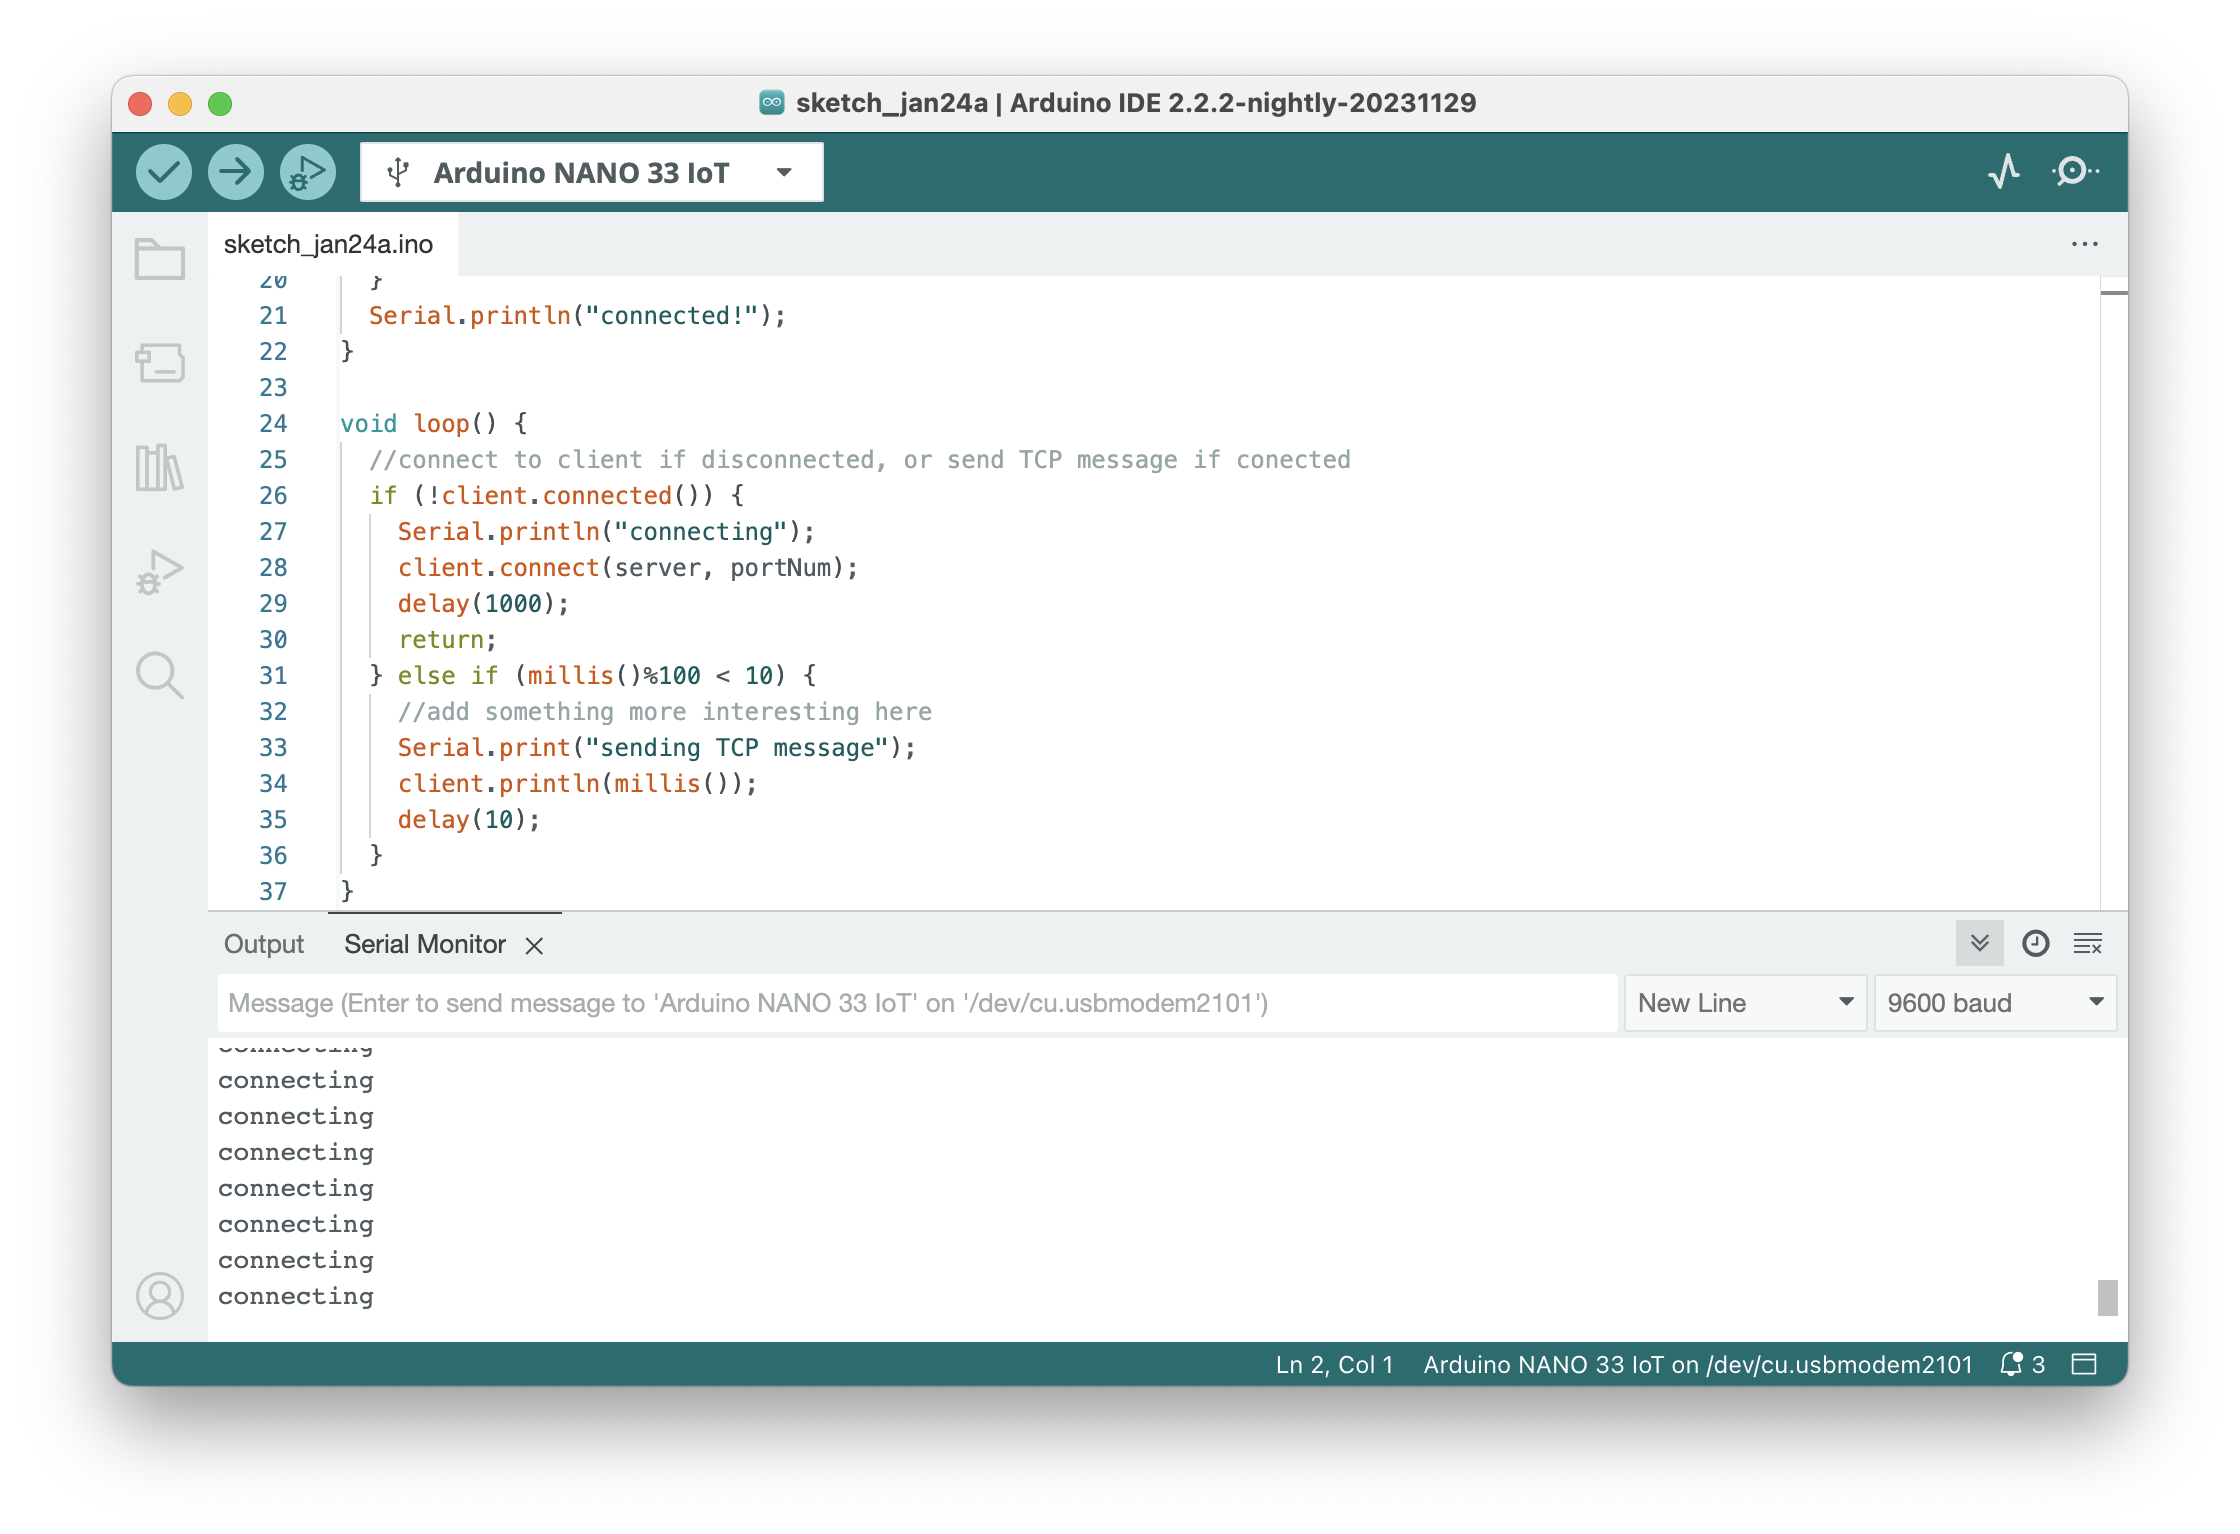 sketch_jan24a | Arduino IDE 2.2.2-nightly-20231129
Arduino NANO 33 IoT
sketch_jan24a.ino
20 }
21 Serial.println("connected!");
22 }
23
24 void loop() {
25 //connect to client if disconnected, or send TCP message if conected
26 if (!client.connected()) {
27 Serial.println("connecting");
28 client.connect(server, portNum);
29 delay(1000);
30 return;
31 } else if (millis()%100 < 10) {
32 //add something more interesting here
33 Serial.print("sending TCP message");
34 client.println(millis());
35 delay(10);
36 }
37 }
Output Serial Monitor
Message (Enter to send message to 'Arduino NANO 33 IoT' on '/dev/cu.usbmodem2101') New Line 9600 baud
connecting
connecting
connecting
connecting
connecting
connecting
connecting
connecting
Ln 2, Col 1 Arduino NANO 33 IoT on /dev/cu.usbmodem2101 3